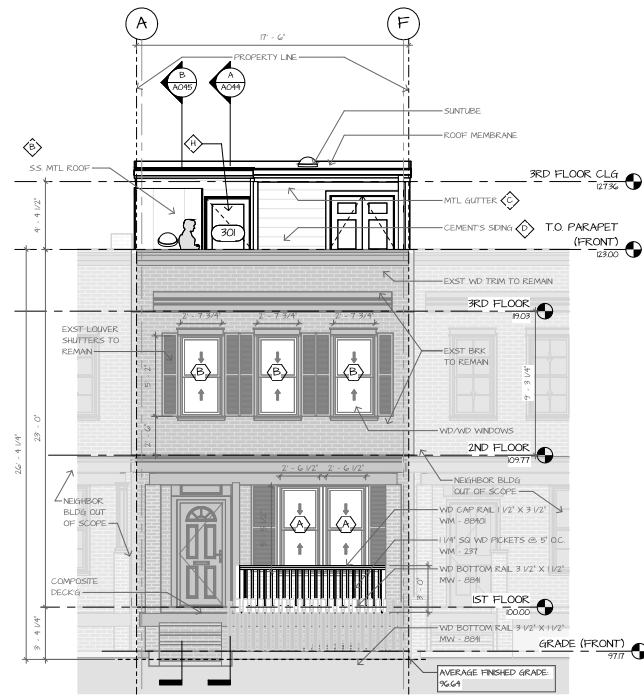 A
F
17' - 6"
PROPERTY LINE
B
A045
A
A044
SUNTUBE
ROOF MEMBRANE
H
B
S.S. MTL ROOF
3RD FLOOR CLG
127.36
MTL GUTTER
C
4' - 4 1/2"
301
CEMENT'S SIDING
D
T.O. PARAPET
(FRONT)
123.00
EXST WD TRIM TO REMAIN
3RD FLOOR
119.03
2' - 7 3/4"
2' - 7 3/4"
2' - 7 3/4"
EXST LOUVER
SHUTTERS TO
REMAIN
EXST BRK
TO REMAIN
B
B
B
5' - 2"
9' - 3 1/4"
23' - 0"
26' - 4 1/4"
WD/WD WINDOWS
2' - 6"
2ND FLOOR
109.77
2' - 6 1/2"
2' - 6 1/2"
NEIGHBOR BLDG
OUT OF SCOPE
NEIGHBOR
BLDG OUT
OF SCOPE
WD CAP RAIL 1 1/2" X 3 1/2"
WM - 88401
A
A
1 1/4" SQ WD PICKETS @ 5" O.C.
WM - 237
WD BOTTOM RAIL 3 1/2" X 1 1/2"
MW - 8841
3' - 0"
COMPOSITE
DECK'G
1ST FLOOR
100.00
3' - 4 1/4"
WD BOTTOM RAIL 3 1/2" X 1 1/2"
MW - 8841
GRADE (FRONT)
97.17
AVERAGE FINISHED GRADE:
96.64